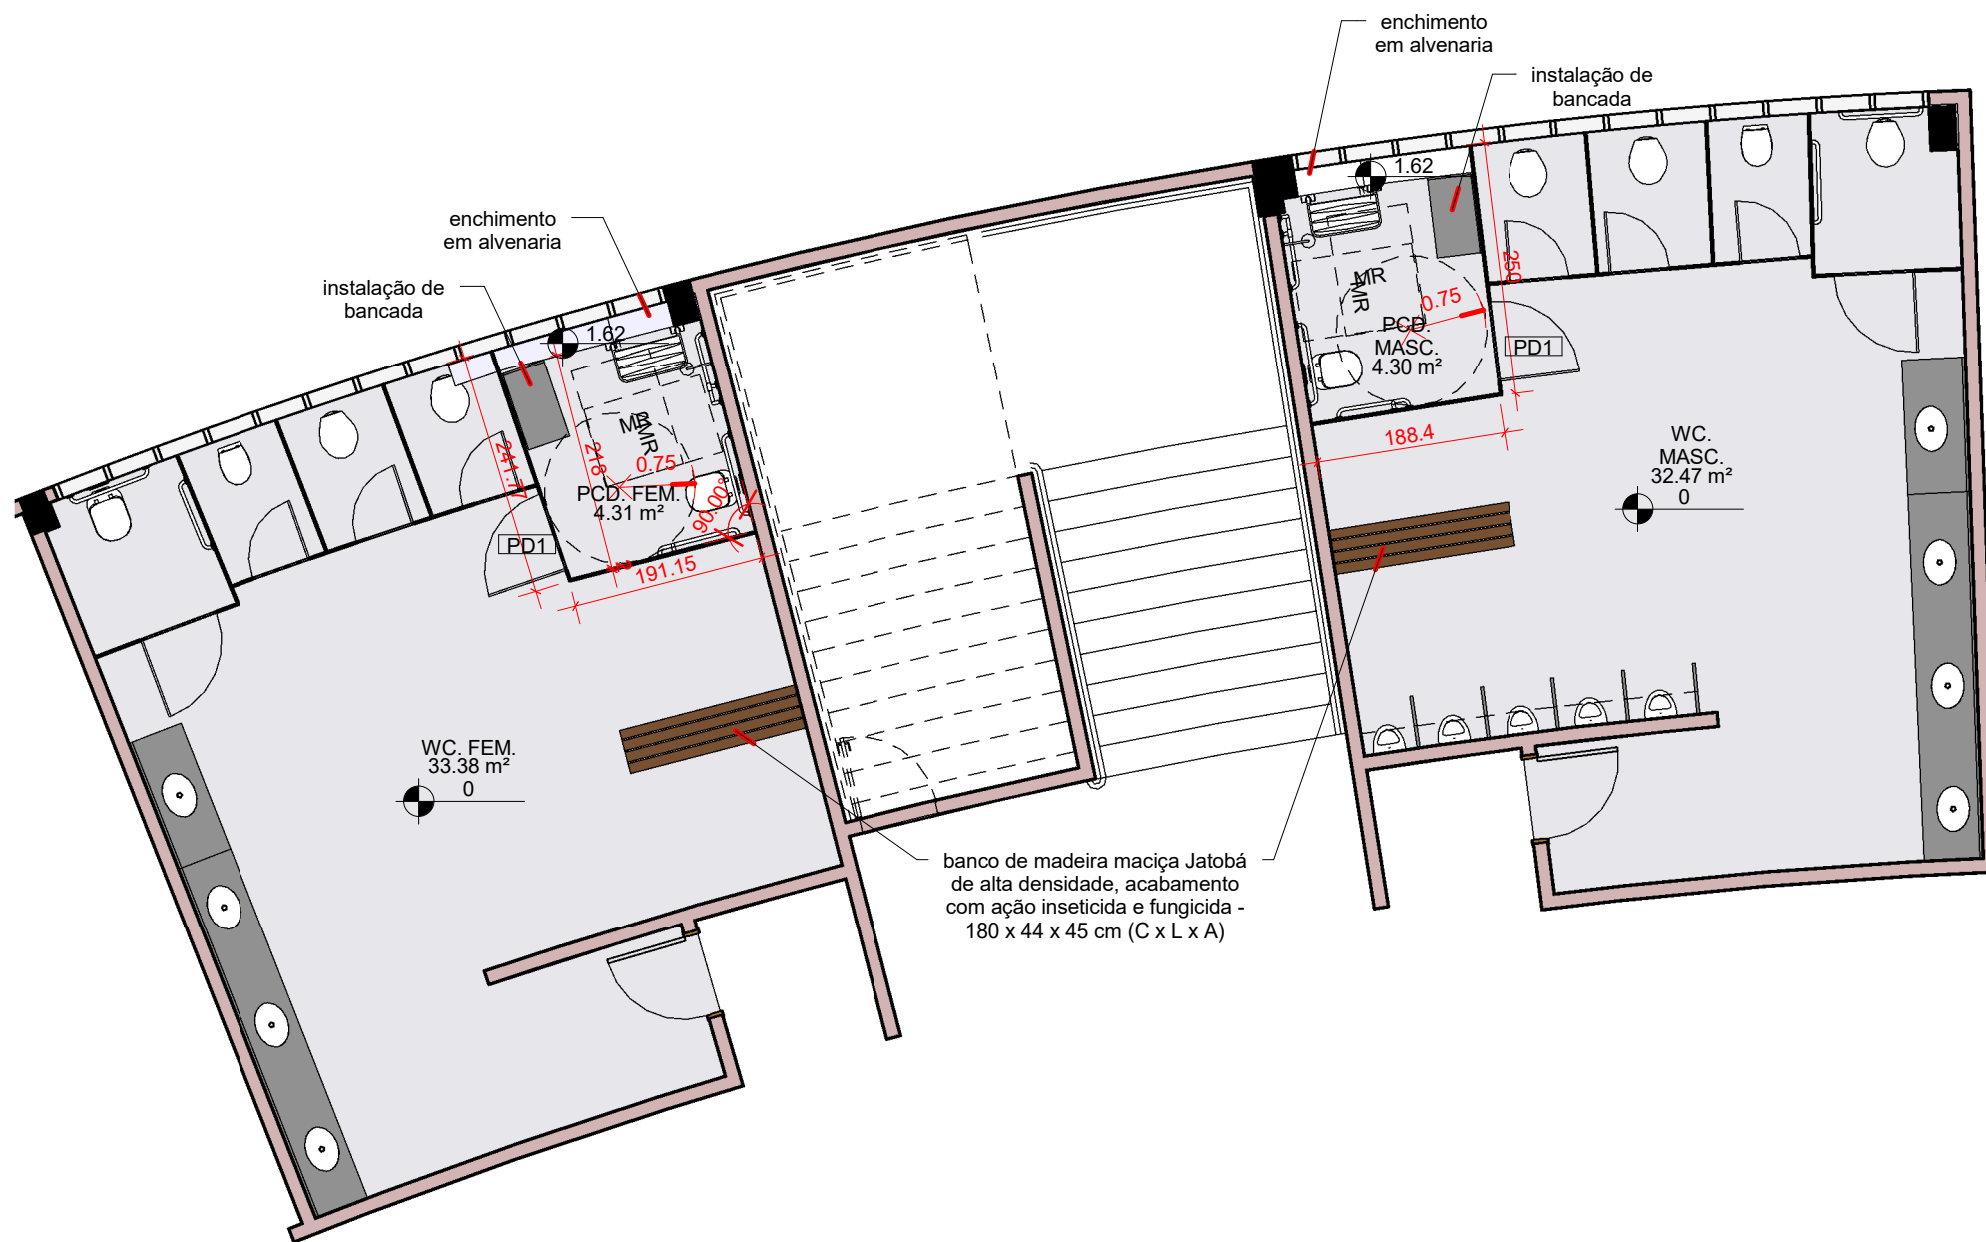 enchimento
em alvenaria
instalação de
bancada
1.62
enchimento
em alvenaria
instalação de
bancada
1.62
250
MR
MR
0.75
PCD.
MASC.
4.30 m²
PD1
188.4
WC.
MASC.
32.47 m²
0
241.77
218
MR
MR
0.75
PCD. FEM.
4.31 m²
90.00°
PD1
191.15
WC. FEM.
33.38 m²
0
banco de madeira maciça Jatobá
de alta densidade, acabamento
com ação inseticida e fungicida -
180 x 44 x 45 cm (C x L x A)